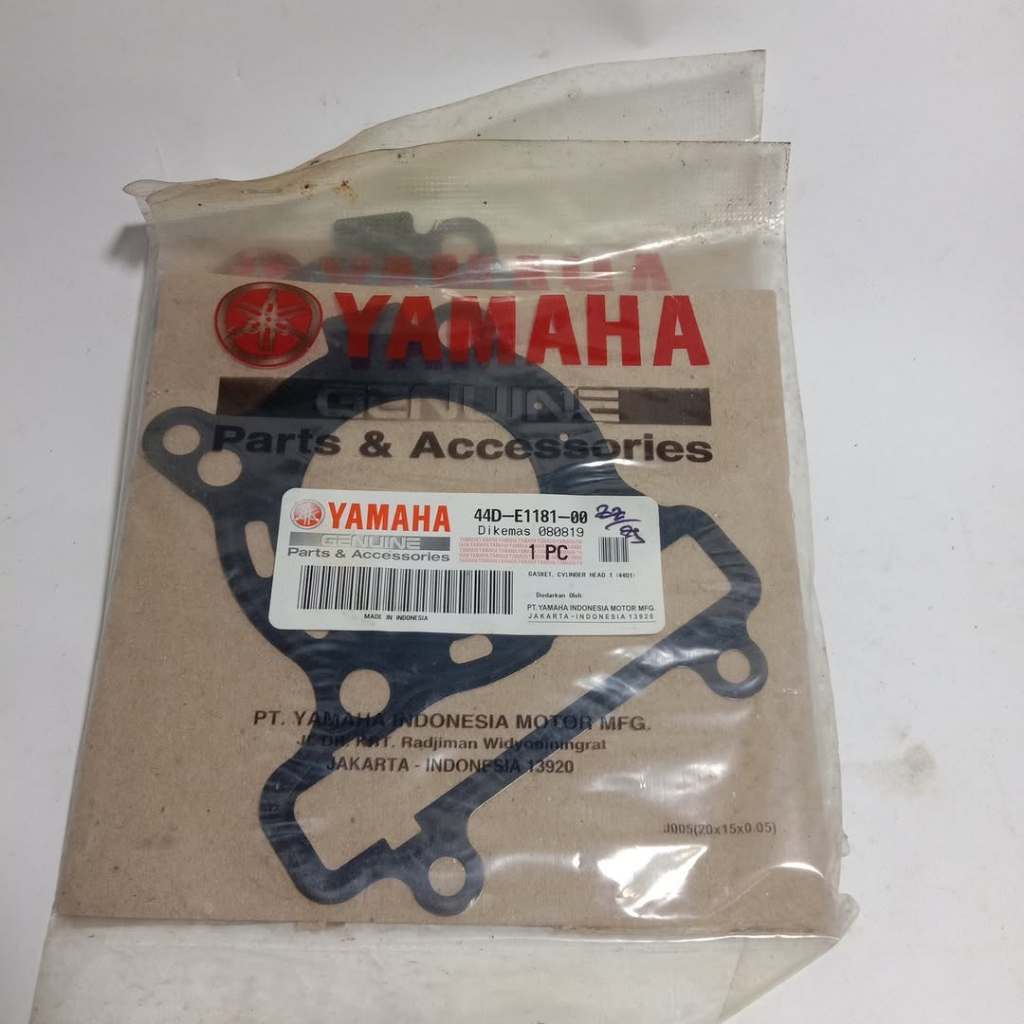 YAMAHA
YAMAHA
GENUINE
Parts & Accessories
YAMAHA
GENUINE
Parts & Accessories
44D-E1181-00
Dikemas 080819
1 PC
GASKET, CYLINDER HEAD 1 (44D1)
Diedarkan Oleh
PT. YAMAHA INDONESIA MOTOR MFG.
JAKARTA - INDONESIA 13920
MADE IN INDONESIA
PT. YAMAHA INDONESIA MOTOR MFG.
Jl. DR. KRT. Radjiman Widyodiningrat
JAKARTA - INDONESIA 13920
J005(20x15x0.05)